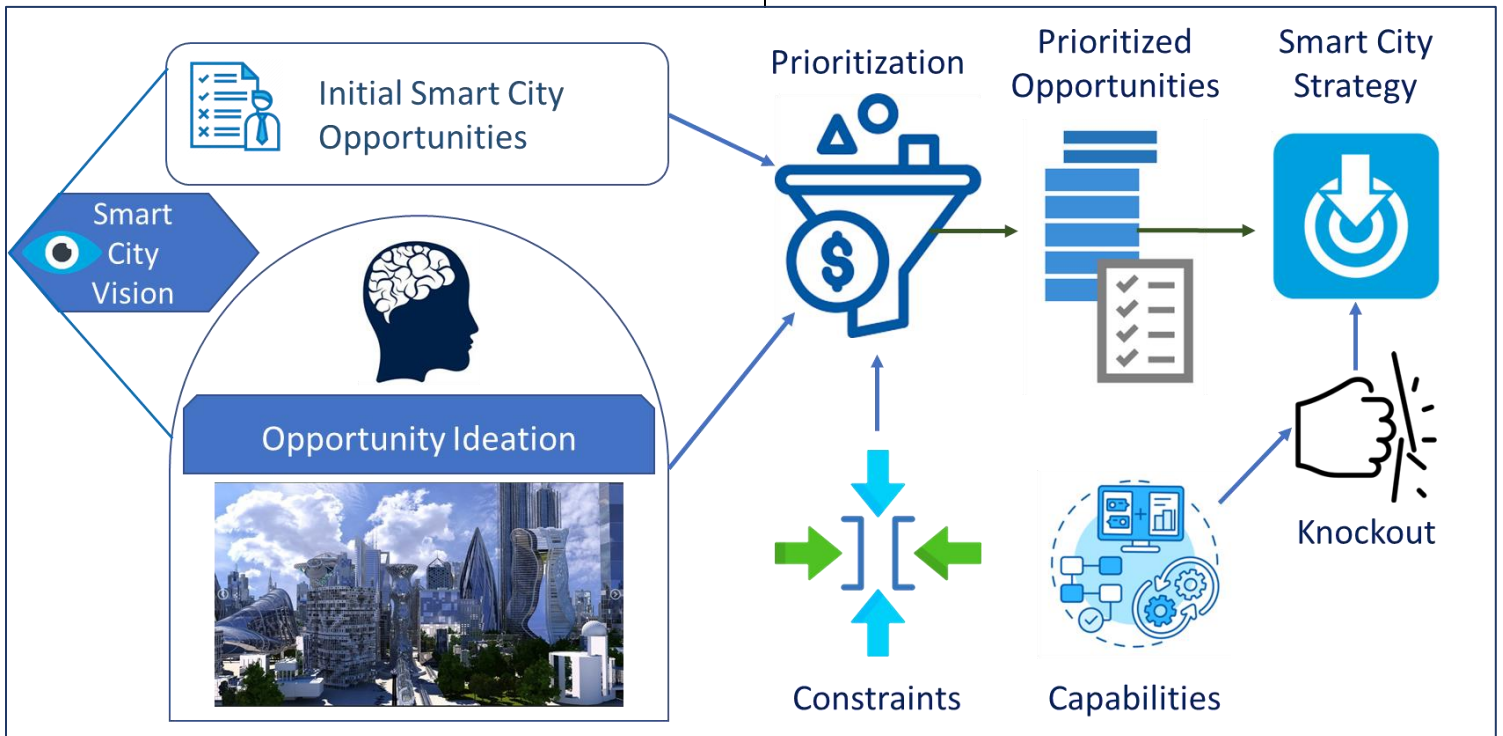 Initial Smart City
Opportunities
Smart
City
Vision
Opportunity Ideation
Prioritization
Prioritized
Opportunities
Smart City
Strategy
$
Constraints
Capabilities
Knockout